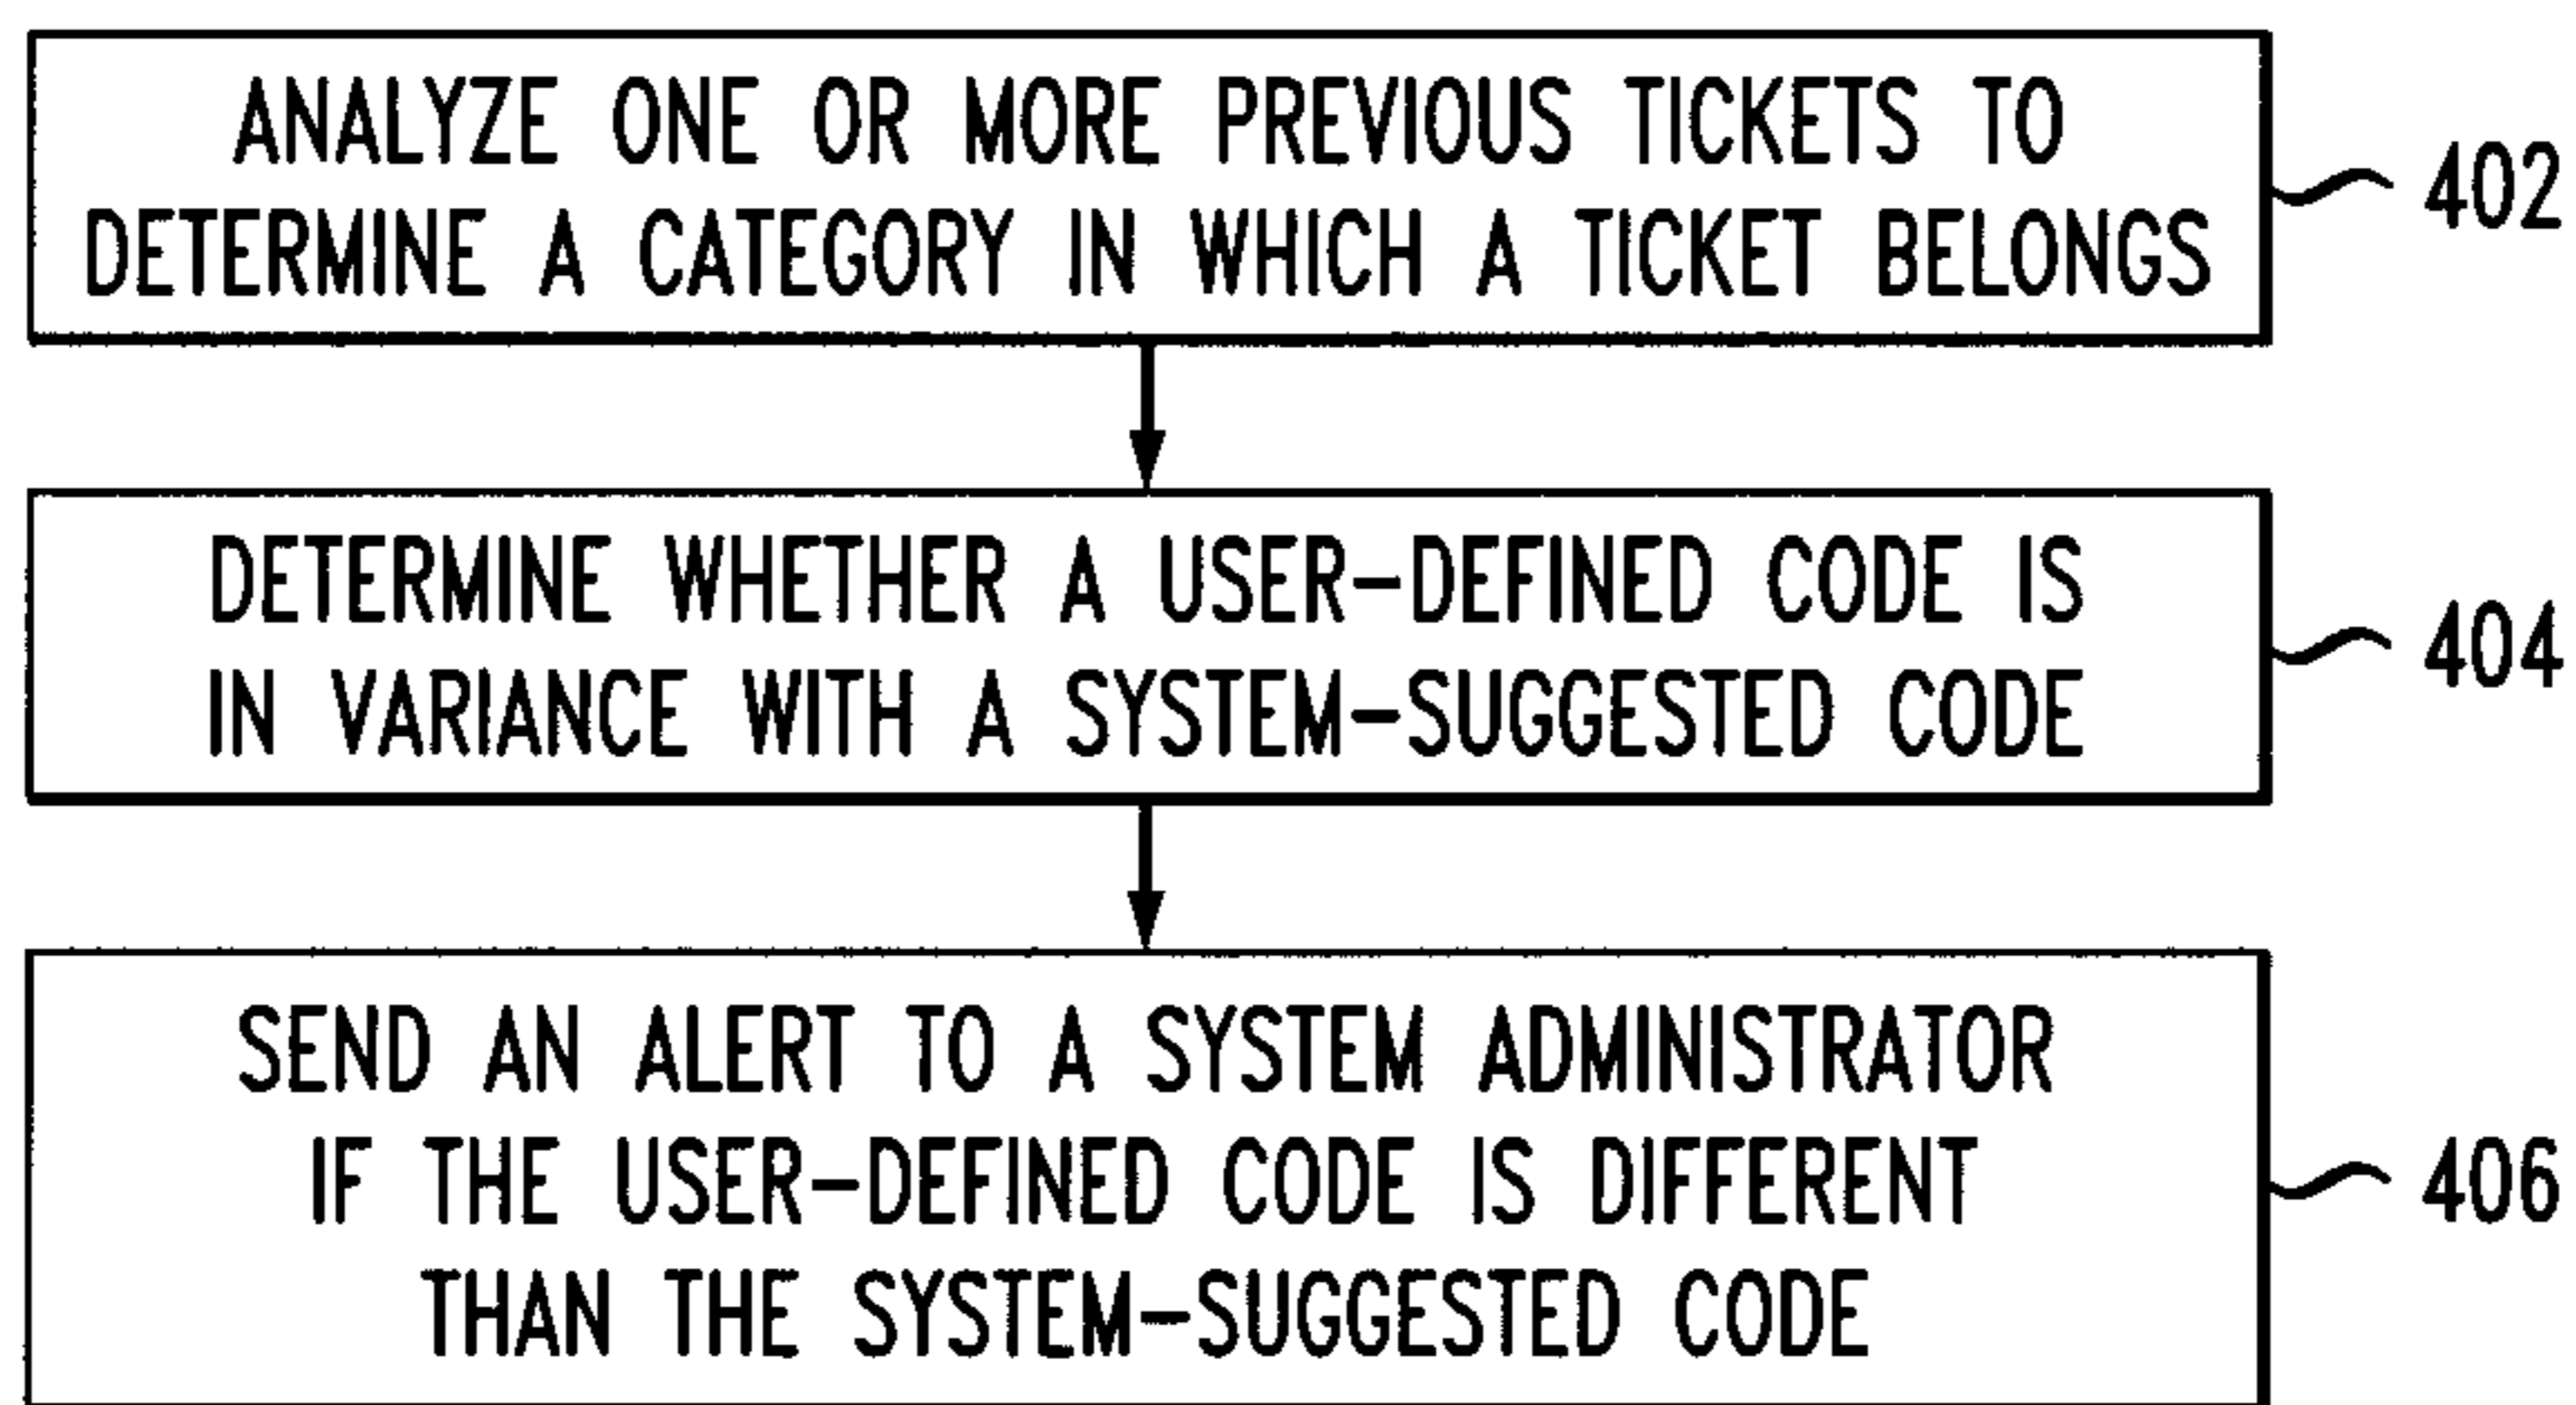 ANALYZE ONE OR MORE PREVIOUS TICKETS TO
DETERMINE A CATEGORY IN WHICH A TICKET BELONGS
402
DETERMINE WHETHER A USER-DEFINED CODE IS
IN VARIANCE WITH A SYSTEM-SUGGESTED CODE
404
SEND AN ALERT TO A SYSTEM ADMINISTRATOR
IF THE USER-DEFINED CODE IS DIFFERENT
THAN THE SYSTEM-SUGGESTED CODE
406